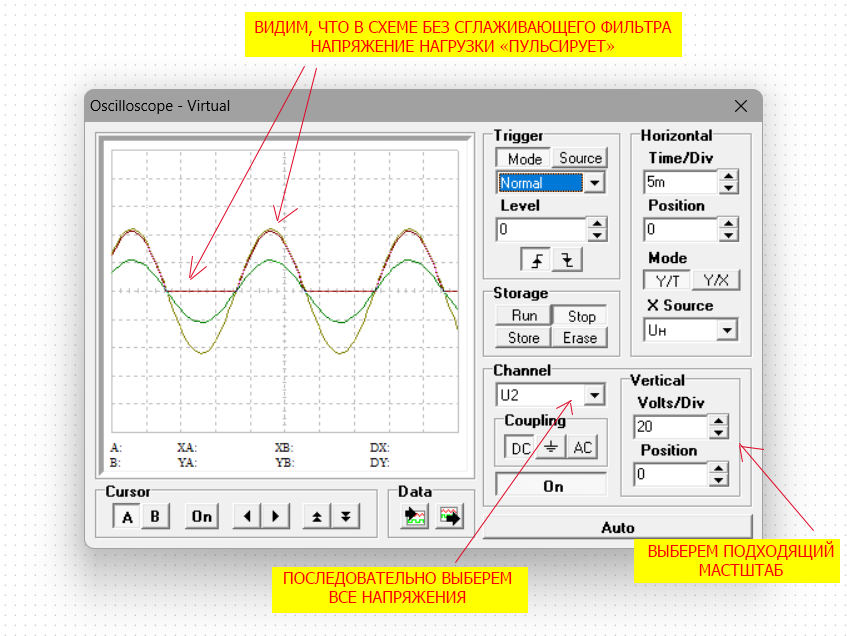 ВИДИМ, ЧТО В СХЕМЕ БЕЗ СГЛАЖИВАЮЩЕГО ФИЛЬТРА
НАПРЯЖЕНИЕ НАГРУЗКИ «ПУЛЬСИРУЕТ»
Oscilloscope - Virtual
Trigger
Mode Source
Normal
Level
0
Horizontal
Time/Div
5m
Position
0
Mode
Y/T Y/X
X Source
Uн
Storage
Run Stop
Store Erase
Channel
U2
Coupling
DC AC
On
Vertical
Volts/Div
20
Position
0
A: XA: XB: DX:
B: YA: YB: DY:
Cursor
A B On
Data
Auto
ПОСЛЕДОВАТЕЛЬНО ВЫБЕРЕМ
ВСЕ НАПРЯЖЕНИЯ
ВЫБЕРЕМ ПОДХОДЯЩИЙ
МАСТШТАБ